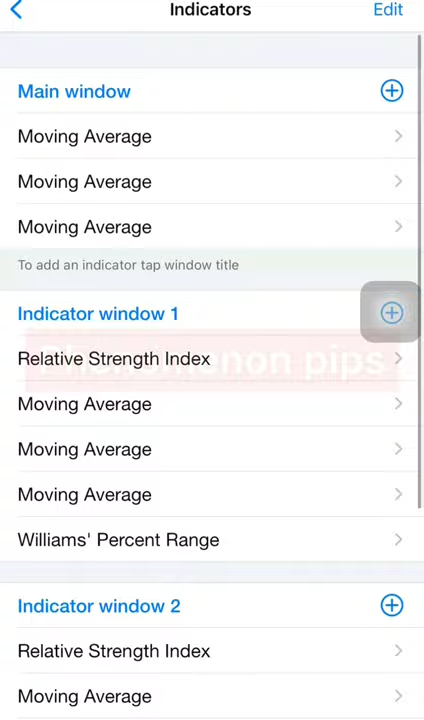 Indicators
Edit
Main window
Moving Average
Moving Average
Moving Average
To add an indicator tap window title
Indicator window 1
Phenomenon pips
Relative Strength Index
Moving Average
Moving Average
Moving Average
Williams' Percent Range
Indicator window 2
Relative Strength Index
Moving Average